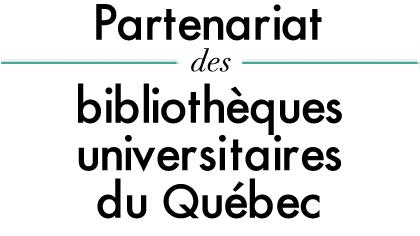 Partenariat
des
bibliothèques
universitaires
du Québec